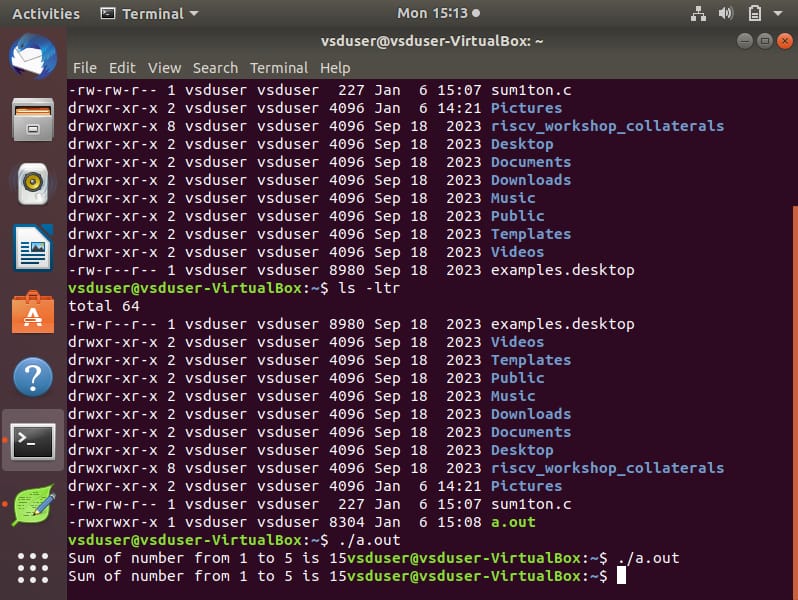 Activities Terminal Mon 15:13
vsduser@vsduser-VirtualBox: ~
File Edit View Search Terminal Help
-rw-rw-r-- 1 vsduser vsduser  227 Jan  6 15:07 sum1ton.c
drwxr-xr-x 2 vsduser vsduser 4096 Jan  6 14:21 Pictures
drwxrwxr-x 8 vsduser vsduser 4096 Sep 18  2023 riscv_workshop_collaterals
drwxr-xr-x 2 vsduser vsduser 4096 Sep 18  2023 Desktop
drwxr-xr-x 2 vsduser vsduser 4096 Sep 18  2023 Documents
drwxr-xr-x 2 vsduser vsduser 4096 Sep 18  2023 Downloads
drwxr-xr-x 2 vsduser vsduser 4096 Sep 18  2023 Music
drwxr-xr-x 2 vsduser vsduser 4096 Sep 18  2023 Public
drwxr-xr-x 2 vsduser vsduser 4096 Sep 18  2023 Templates
drwxr-xr-x 2 vsduser vsduser 4096 Sep 18  2023 Videos
-rw-r--r-- 1 vsduser vsduser 8980 Sep 18  2023 examples.desktop
vsduser@vsduser-VirtualBox:~$ ls -ltr
total 64
-rw-r--r-- 1 vsduser vsduser 8980 Sep 18  2023 examples.desktop
drwxr-xr-x 2 vsduser vsduser 4096 Sep 18  2023 Videos
drwxr-xr-x 2 vsduser vsduser 4096 Sep 18  2023 Templates
drwxr-xr-x 2 vsduser vsduser 4096 Sep 18  2023 Public
drwxr-xr-x 2 vsduser vsduser 4096 Sep 18  2023 Music
drwxr-xr-x 2 vsduser vsduser 4096 Sep 18  2023 Downloads
drwxr-xr-x 2 vsduser vsduser 4096 Sep 18  2023 Documents
drwxr-xr-x 2 vsduser vsduser 4096 Sep 18  2023 Desktop
drwxrwxr-x 8 vsduser vsduser 4096 Sep 18  2023 riscv_workshop_collaterals
drwxr-xr-x 2 vsduser vsduser 4096 Jan  6 14:21 Pictures
-rw-rw-r-- 1 vsduser vsduser  227 Jan  6 15:07 sum1ton.c
-rwxrwxr-x 1 vsduser vsduser 8304 Jan  6 15:08 a.out
vsduser@vsduser-VirtualBox:~$ ./a.out
Sum of number from 1 to 5 is 15vsduser@vsduser-VirtualBox:~$ ./a.out
Sum of number from 1 to 5 is 15vsduser@vsduser-VirtualBox:~$